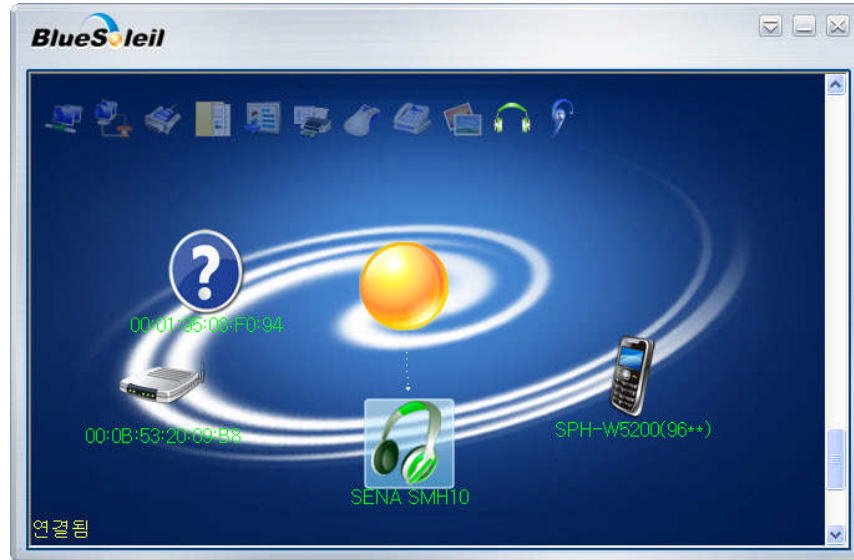 BlueSoleil
?
00:01:95:03:F0:94
00:0B:53:20:09:B8
SPH-W5200(96**)
SENA SMH10
연결됨